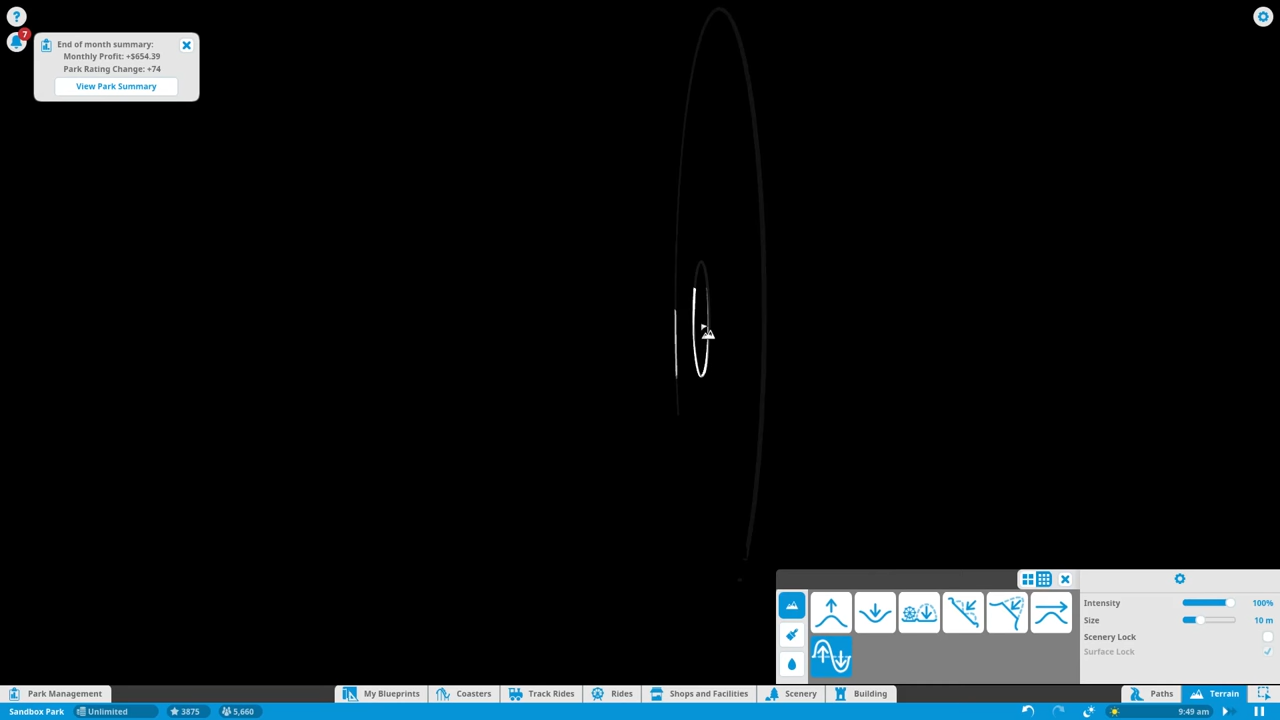 ?
7
End of month summary:
Monthly Profit: +$654.39
Park Rating Change: +74
View Park Summary
Intensity 100%
Size 10 m
Scenery Lock
Surface Lock
Park Management My Blueprints Coasters Track Rides Rides Shops and Facilities Scenery Building Paths Terrain
Sandbox Park Unlimited 3875 5,660 9:49 am